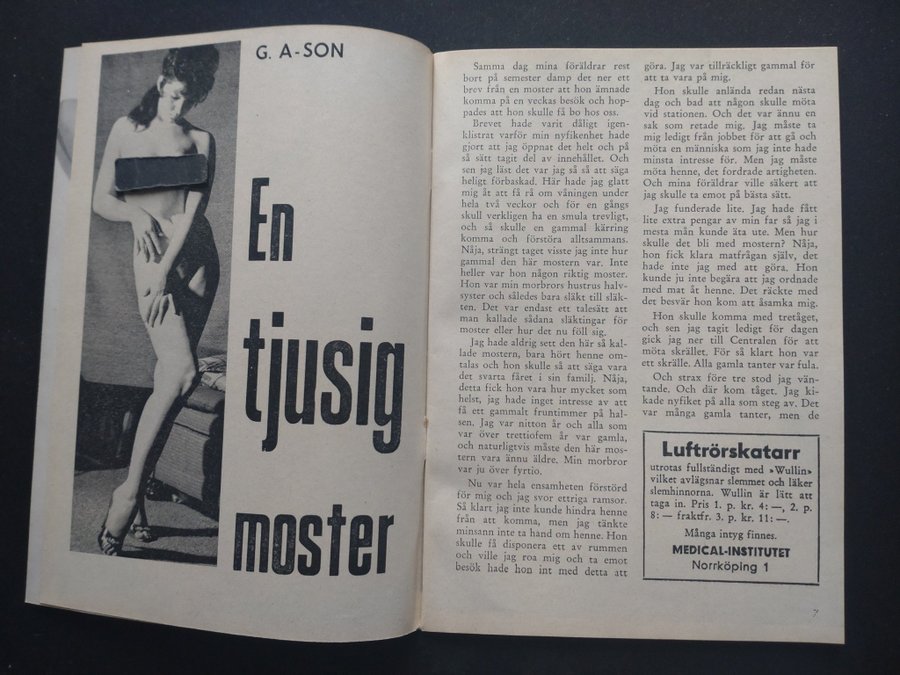 G. A-SON
En
tjusig
moster
Samma dag mina föräldrar rest
bort på semester damp det ner ett
brev från en moster att hon ämnade
komma på en veckas besök och hop-
pades att hon skulle få bo hos oss.
Brevet hade varit dåligt igen-
klistrat varför min nyfikenhet hade
gjort att jag öppnat det helt och på
så sätt tagit del av innehållet. Och
sen jag läst det var jag så så att säga
heligt förbaskad. Här hade jag glatt
mig åt att få rå om våningen under
hela två veckor och för en gångs
skull verkligen ha en smula trevligt,
och så skulle en gammal kärring
komma och förstöra alltsammans.
Nåja, strängt taget visste jag inte hur
gammal den här mostern var. Inte
heller var hon någon riktig moster.
Hon var min morbrors hustrus halv-
syster och således bara släkt till släk-
ten. Det var endast ett talesätt att
man kallade sådana släktingar för
moster eller hur det nu föll sig.
Jag hade aldrig sett den här så kal-
lade mostern, bara hört henne om-
talas och hon skulle så att säga vara
det svarta fåret i sin familj. Nåja,
detta fick hon vara hur mycket som
helst, jag hade inget intresse av att
få ett gammalt fruntimmer på hal-
sen. Jag var nitton år och alla som
var över trettiofem år var gamla,
och naturligtvis måste den här mos-
tern vara ännu äldre. Min morbror
var ju över fyrtio.
Nu var hela ensamheten förstörd
för mig och jag svor ettriga ramsor.
Så klart jag inte kunde hindra henne
från att komma, men jag tänkte
minsann inte ta hand om henne. Hon
skulle få disponera ett av rummen
och ville jag roa mig och ta emot
besök hade hon int med detta att
göra. Jag var tillräckligt gammal för
att ta vara på mig.
Hon skulle anlända redan nästa
dag och bad att någon skulle möta
vid stationen. Och det var ännu en
sak som retade mig. Jag måste ta
mig ledigt från jobbet för att gå och
möta en människa som jag inte hade
minsta intresse för. Men jag måste
möta henne, det fordrade artigheten.
Och mina föräldrar ville säkert att
jag skulle ta emot på bästa sätt.
Jag funderade lite. Jag hade fått
lite extra pengar av min far så jag i
mesta mån kunde äta ute. Men hur
skulle det bli med mostern? Nåja,
hon fick klara matfrågan själv, det
hade inte jag med att göra. Hon
kunde ju inte begära att jag ordnade
med mat åt henne. Det räckte med
det besvär hon kom att åsamka mig.
Hon skulle komma med tretåget,
och sen jag tagit ledigt för dagen
gick jag ner till Centralen för att
möta skrället. För så klart hon var
ett skrälle. Alla gamla tanter var fula.
Och strax före tre stod jag vän-
tande. Och där kom tåget. Jag ki-
kade nyfiket på alla som steg av. Det
var många gamla tanter, men de
Luftrörskatarr
utrotas fullständigt med »Wullin»
vilket avlägsnar slemmet och läker
slemhinnorna. Wullin är lätt att
taga in. Pris 1. p. kr. 4: —, 2. p.
8: — fraktfr. 3. p. kr. 11: —.
Många intyg finnes.
MEDICAL-INSTITUTET
Norrköping 1
7